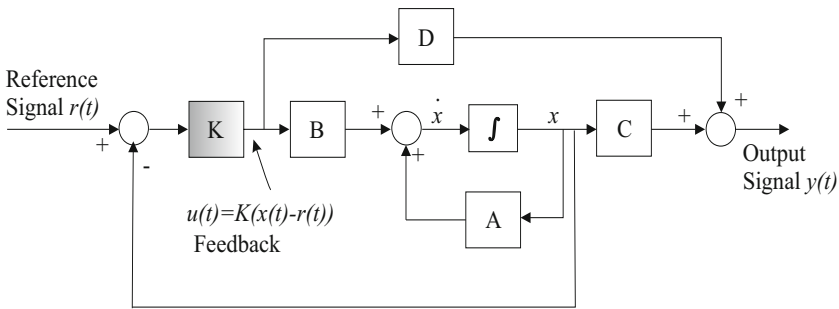 D
Reference
Signal r(t)
+
-
K
B
+
+
ẋ
∫
x
C
+
+
A
u(t)=K(x(t)-r(t))
Feedback
Output
Signal y(t)